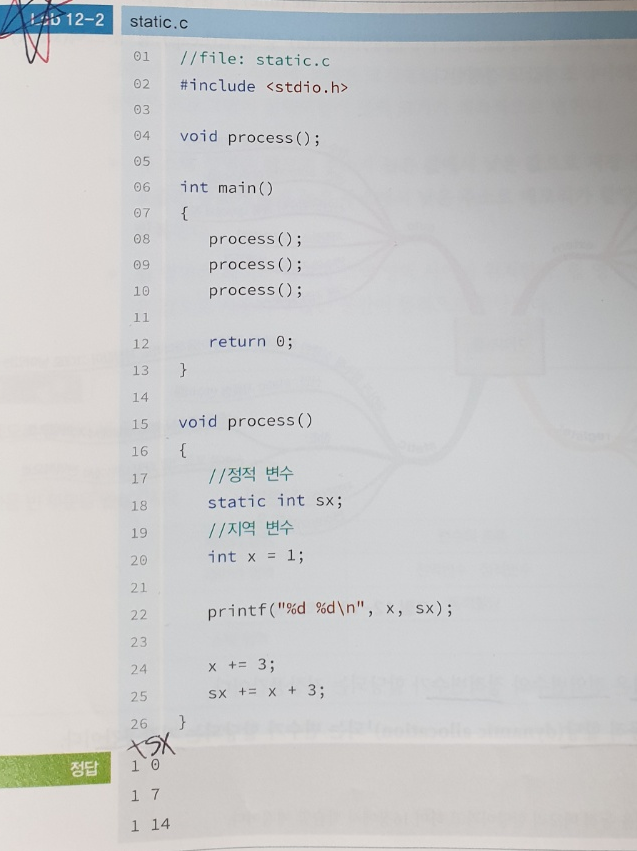 Lab 12-2 static.c
01 //file: static.c
02 #include <stdio.h>
03
04 void process();
05
06 int main()
07 {
08 process();
09 process();
10 process();
11
12 return 0;
13 }
14
15 void process()
16 {
17 //정적 변수
18 static int sx;
19 //지역 변수
20 int x = 1;
21
22 printf("%d %d\n", x, sx);
23
24 x += 3;
25 sx += x + 3;
26 }
x SX
정답 1 0
1 7
1 14